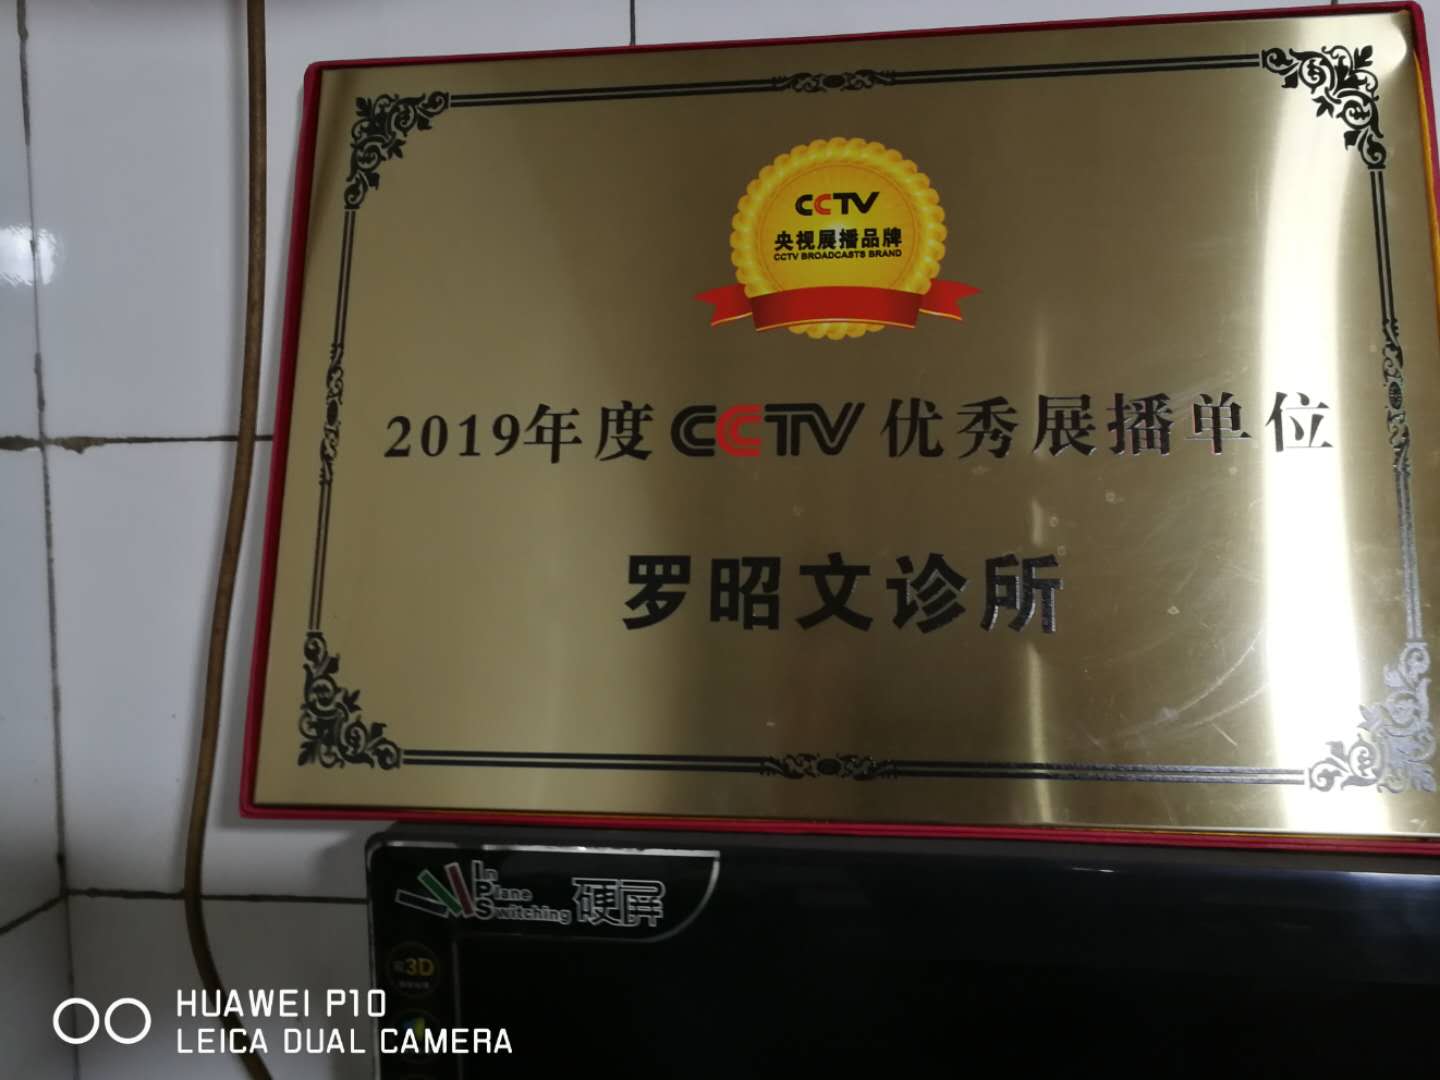 CCTV
央视展播品牌
CCTV BROADCASTS BRAND
2019年度CCTV优秀展播单位
罗昭文诊所
In
Plane
Switching 硬屏
3D
HUAWEI P10
LEICA DUAL CAMERA